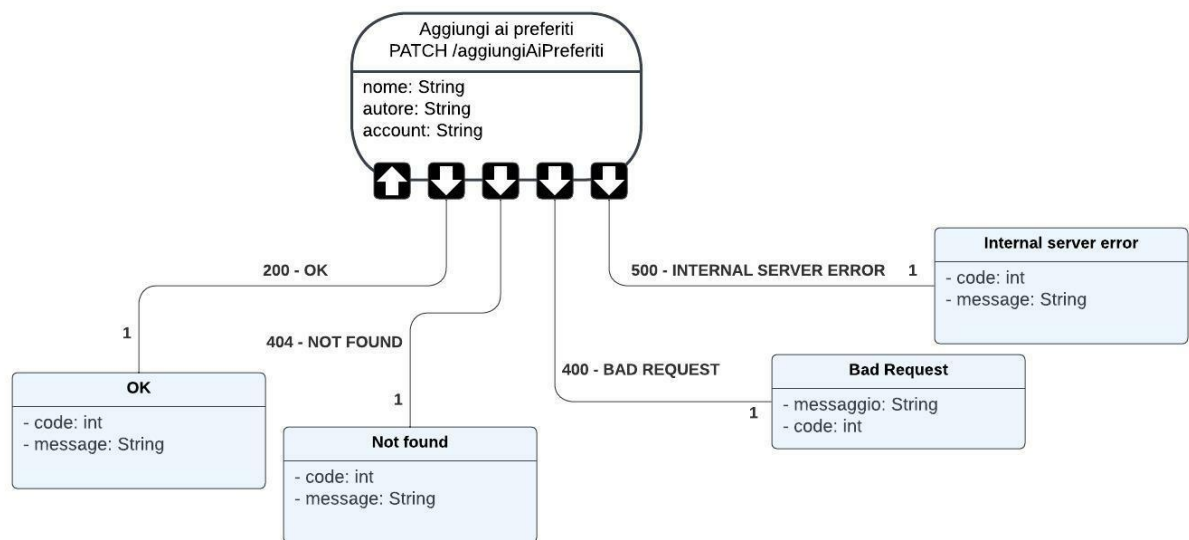 Aggiungi ai preferiti
PATCH /aggiungiAiPreferiti
nome: String
autore: String
account: String
200 - OK
1
404 - NOT FOUND
1
400 - BAD REQUEST
1
500 - INTERNAL SERVER ERROR
1
Internal server error
- code: int
- message: String
Bad Request
- messaggio: String
- code: int
OK
- code: int
- message: String
Not found
- code: int
- message: String